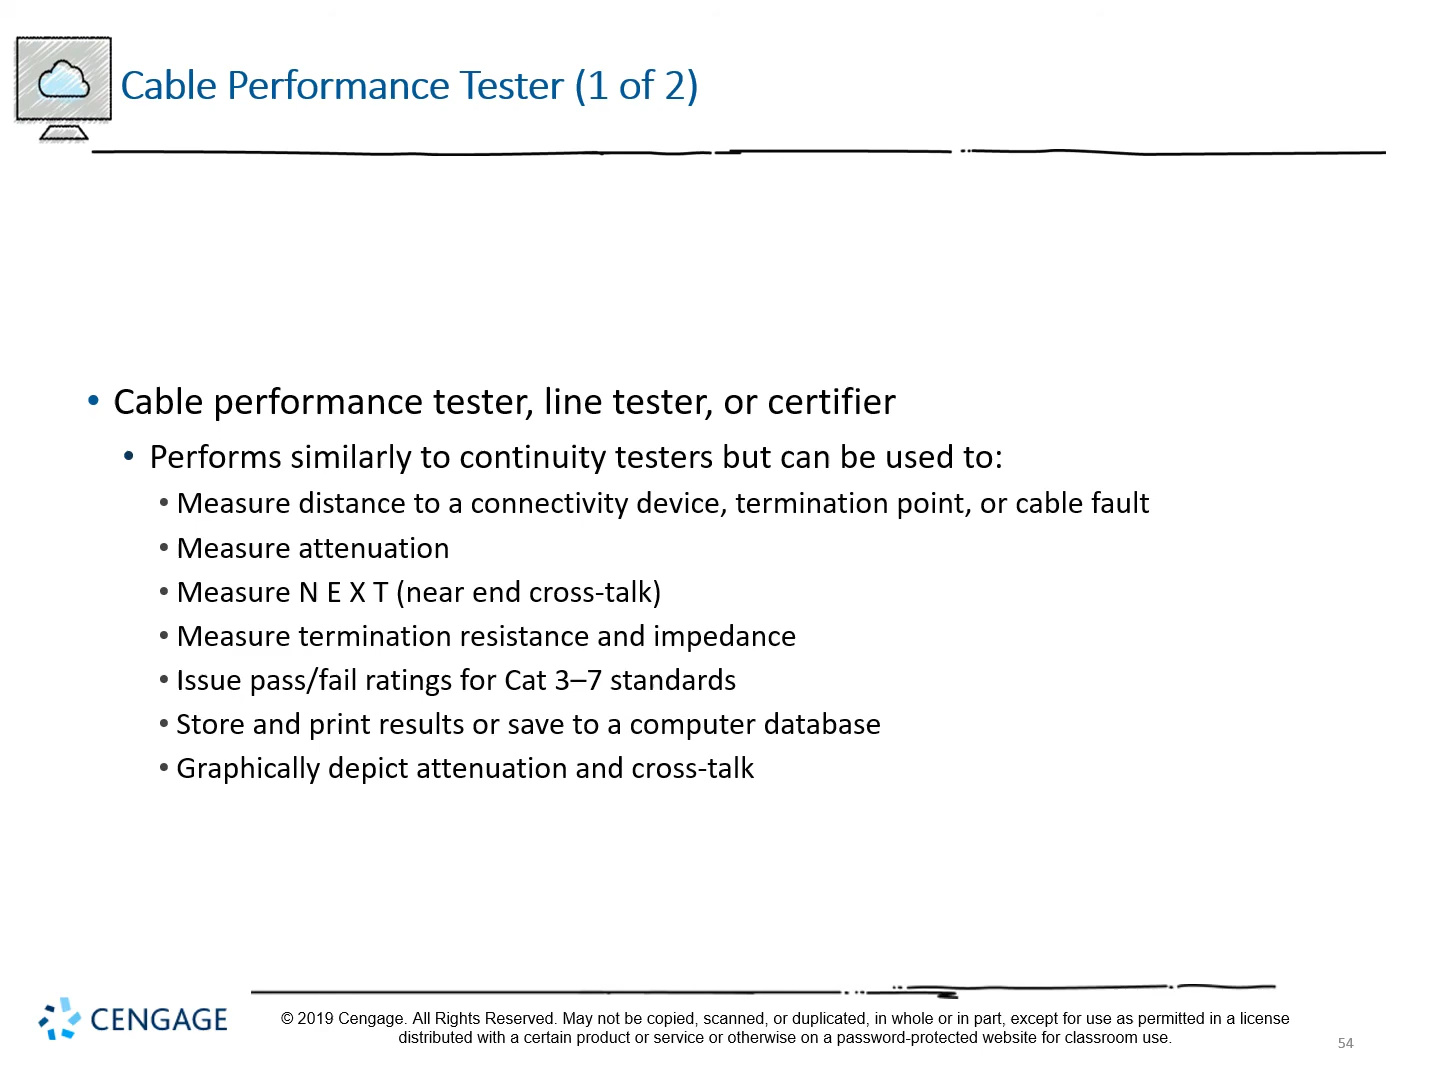 Cable Performance Tester (1 of 2)
• Cable performance tester, line tester, or certifier
• Performs similarly to continuity testers but can be used to:
• Measure distance to a connectivity device, termination point, or cable fault
• Measure attenuation
• Measure N E X T (near end cross-talk)
• Measure termination resistance and impedance
• Issue pass/fail ratings for Cat 3–7 standards
• Store and print results or save to a computer database
• Graphically depict attenuation and cross-talk
CENGAGE
© 2019 Cengage. All Rights Reserved. May not be copied, scanned, or duplicated, in whole or in part, except for use as permitted in a license
distributed with a certain product or service or otherwise on a password-protected website for classroom use.
54